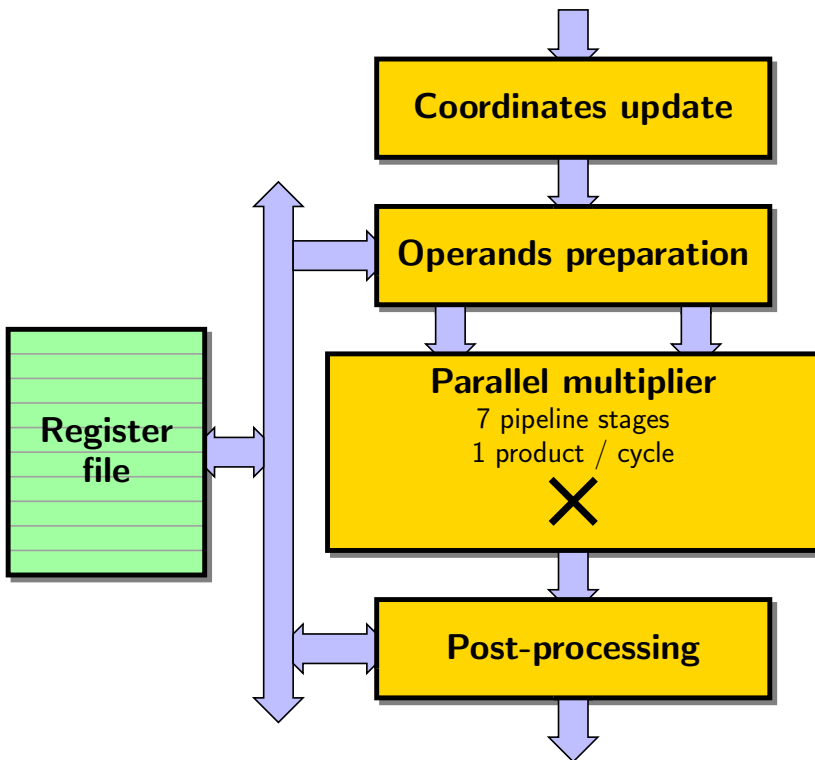 Coordinates update
Operands preparation
Parallel multiplier
7 pipeline stages
1 product / cycle
Register
file
Post-processing